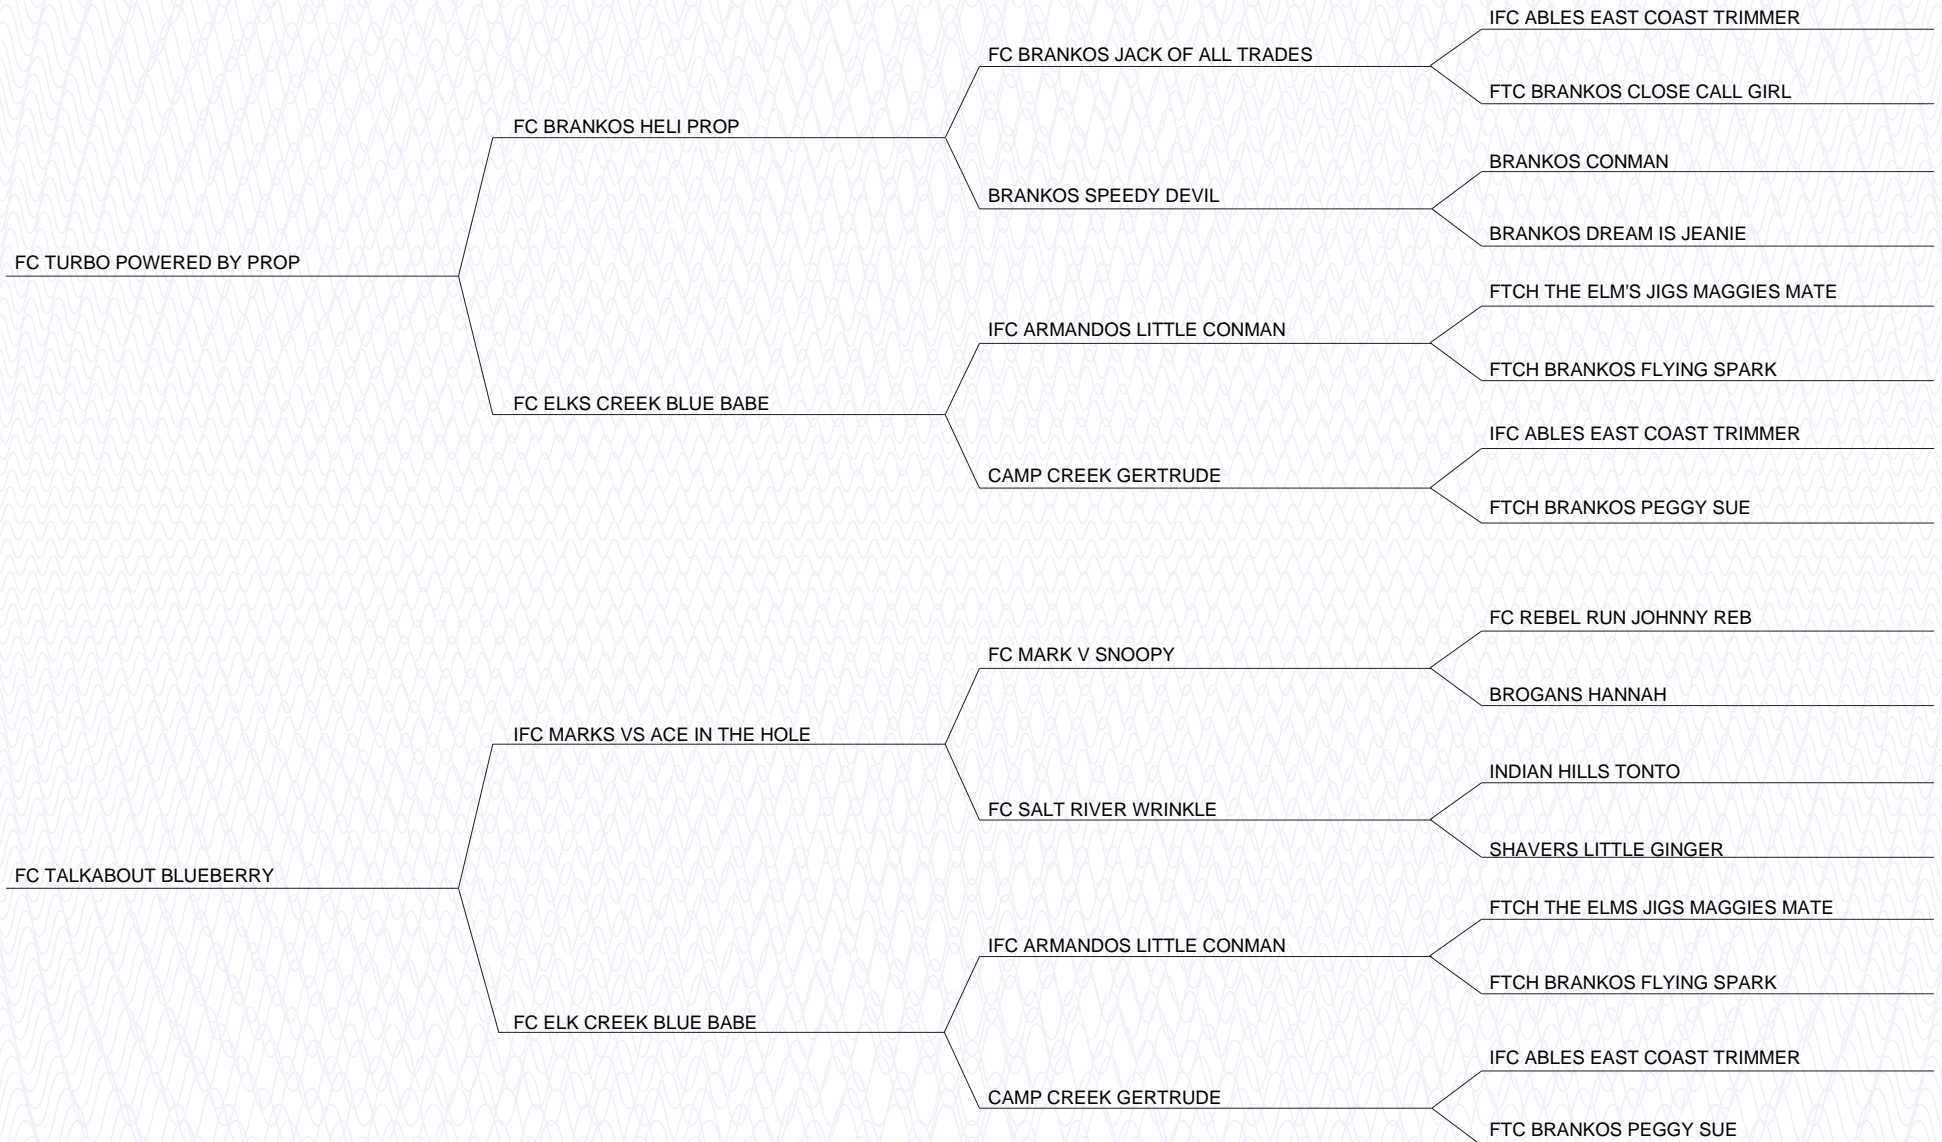 IFC ABLES EAST COAST TRIMMER
FC BRANKOS JACK OF ALL TRADES
FTC BRANKOS CLOSE CALL GIRL
FC BRANKOS HELI PROP
BRANKOS CONMAN
BRANKOS SPEEDY DEVIL
BRANKOS DREAM IS JEANIE
FC TURBO POWERED BY PROP
FTCH THE ELM'S JIGS MAGGIES MATE
IFC ARMANDOS LITTLE CONMAN
FTCH BRANKOS FLYING SPARK
FC ELKS CREEK BLUE BABE
IFC ABLES EAST COAST TRIMMER
CAMP CREEK GERTRUDE
FTCH BRANKOS PEGGY SUE
FC REBEL RUN JOHNNY REB
FC MARK V SNOOPY
BROGANS HANNAH
IFC MARKS VS ACE IN THE HOLE
INDIAN HILLS TONTO
FC SALT RIVER WRINKLE
SHAVERS LITTLE GINGER
FC TALKABOUT BLUEBERRY
FTCH THE ELMS JIGS MAGGIES MATE
IFC ARMANDOS LITTLE CONMAN
FTCH BRANKOS FLYING SPARK
FC ELK CREEK BLUE BABE
IFC ABLES EAST COAST TRIMMER
CAMP CREEK GERTRUDE
FTC BRANKOS PEGGY SUE